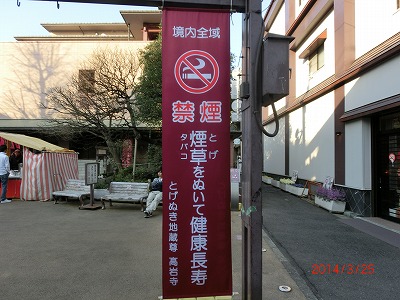 境内全域
禁煙
とげ
煙草をぬいて健康長寿
タバコ
とげぬき地蔵尊 高岩寺
2014/3/23